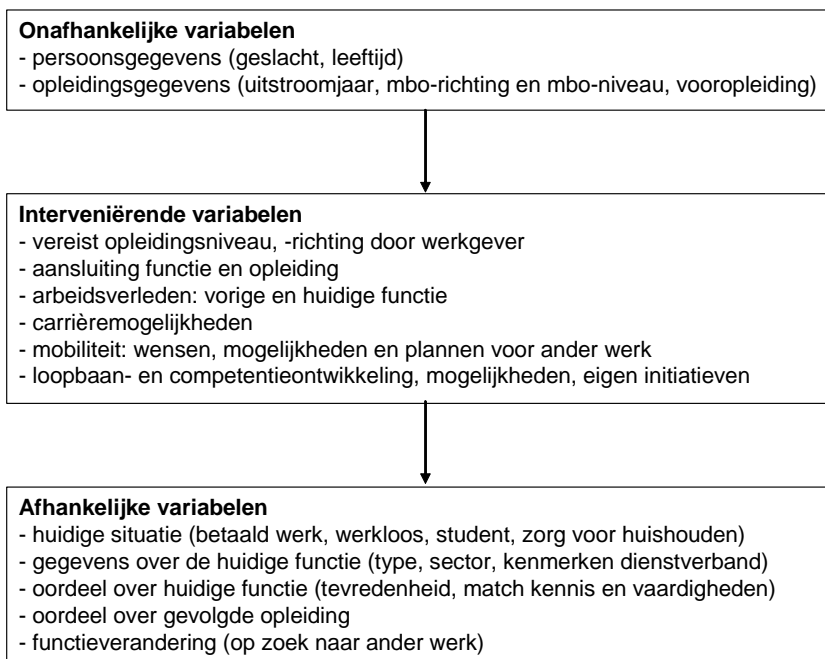 Onafhankelijke variabelen
- persoonsgegevens (geslacht, leeftijd)
- opleidingsgegevens (uitstroomjaar, mbo-richting en mbo-niveau, vooropleiding)
Interveniërende variabelen
- vereist opleidingsniveau, -richting door werkgever
- aansluiting functie en opleiding
- arbeidsverleden: vorige en huidige functie
- carrièremogelijkheden
- mobiliteit: wensen, mogelijkheden en plannen voor ander werk
- loopbaan- en competentieontwikkeling, mogelijkheden, eigen initiatieven
Afhankelijke variabelen
- huidige situatie (betaald werk, werkloos, student, zorg voor huishouden)
- gegevens over de huidige functie (type, sector, kenmerken dienstverband)
- oordeel over huidige functie (tevredenheid, match kennis en vaardigheden)
- oordeel over gevolgde opleiding
- functieverandering (op zoek naar ander werk)